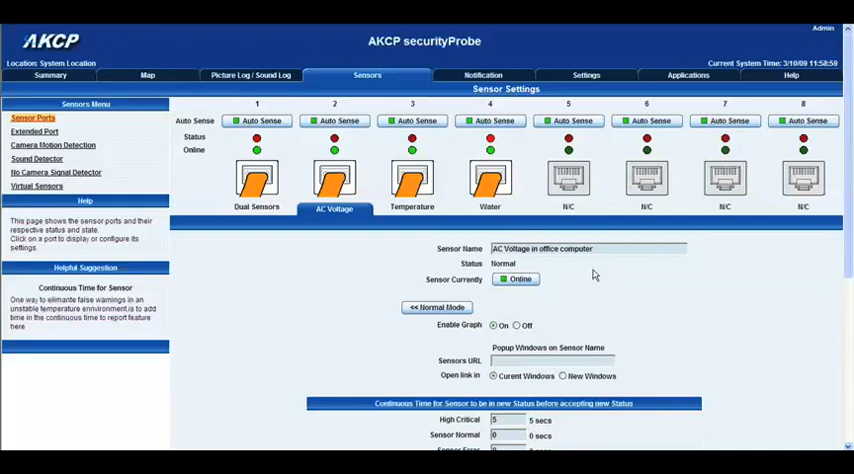 Admin
AKCP
AKCP securityProbe
Location: System Location
Current System Time: 3/10/09 11:58:59
Summary Map Picture Log / Sound Log Sensors Notification Settings Applications Help
Sensor Settings
Sensors Menu
1 2 3 4 5 6 7 8
Sensor Ports
Auto Sense Auto Sense Auto Sense Auto Sense Auto Sense Auto Sense Auto Sense Auto Sense Auto Sense
Extended Port
Status
Camera Motion Detection
Online
Sound Detector
No Camera Signal Detector
Virtual Sensors
Help
Dual Sensors AC Voltage Temperature Water N/C N/C N/C N/C
This page shows the sensor ports and their
respective status and state.
Click on a port to display or configure its
settings.
Helpful Suggestion
Continuous Time for Sensor
One way to elimante false warnings in an
unstable temperature ennvironment,is to add
time in the continuous time to report feature
here
Sensor Name AC Voltage in office computer
Status Normal
Sensor Currently Online
<< Normal Mode
Enable Graph On Off
Popup Windows on Sensor Name
Sensors URL
Open link in Curent Windows New Windows
Continuous Time for Sensor to be in new Status before accepting new Status
High Critical 5 5 secs
Sensor Normal 0 0 secs